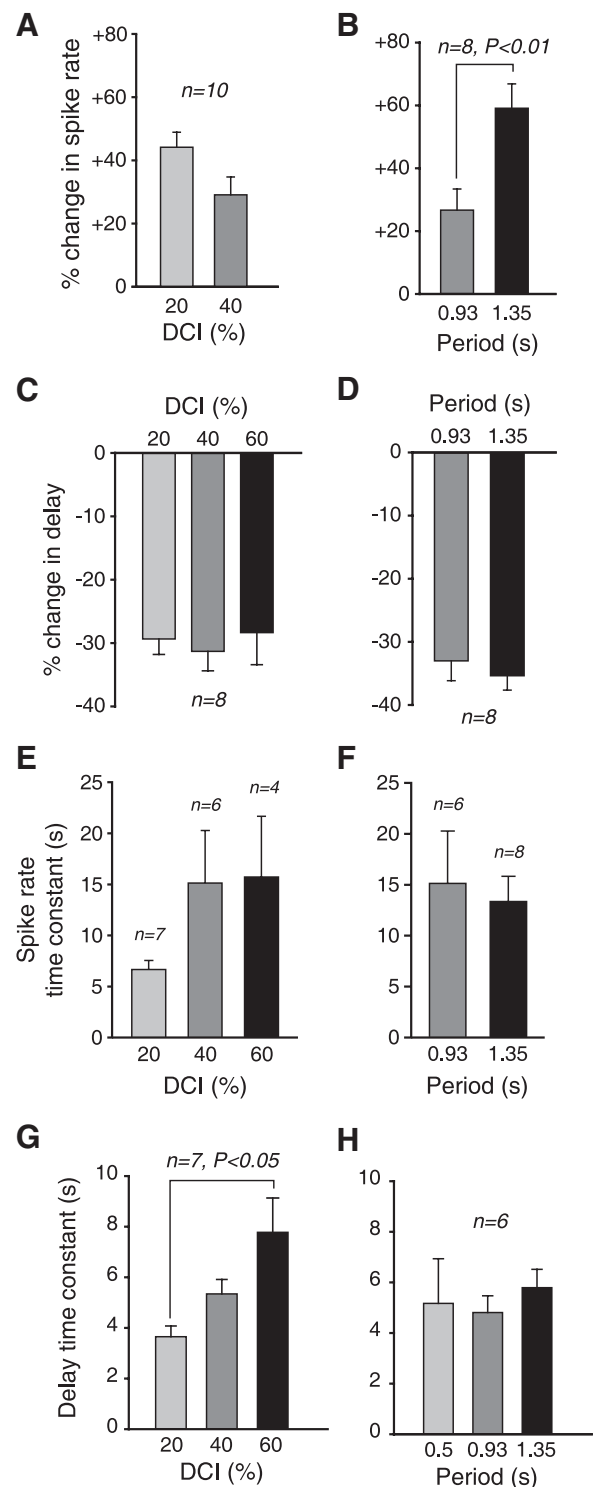 A
% change in spike rate
+80
+60
+40
+20
0
n=10
20 40
DCI (%)
B
n=8, P<0.01
+80
+60
+40
+20
0
0.93 1.35
Period (s)
C
DCI (%)
20 40 60
% change in delay
0
-10
-20
-30
-40
n=8
D
Period (s)
0.93 1.35
0
-10
-20
-30
-40
n=8
E
Spike rate
time constant (s)
25
20
15
10
5
0
n=7
n=6
n=4
20 40 60
DCI (%)
F
25
20
15
10
5
0
n=6
n=8
0.93 1.35
Period (s)
G
n=7, P<0.05
Delay time constant (s)
10
8
6
4
2
0
20 40 60
DCI (%)
H
10
8
6
4
2
0
n=6
0.5 0.93 1.35
Period (s)